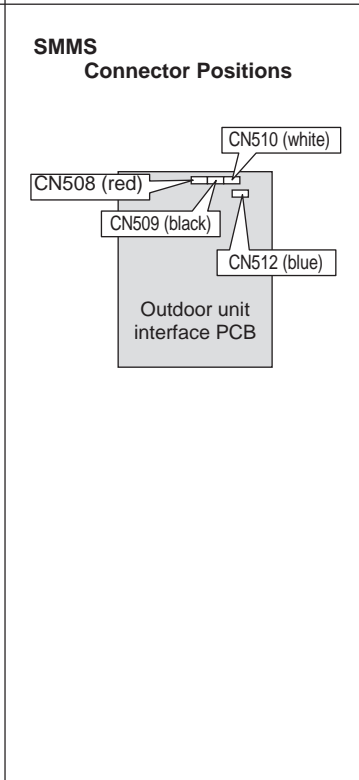 SMMS
Connector Positions
CN510 (white)
CN508 (red)
CN509 (black)
CN512 (blue)
Outdoor unit
interface PCB